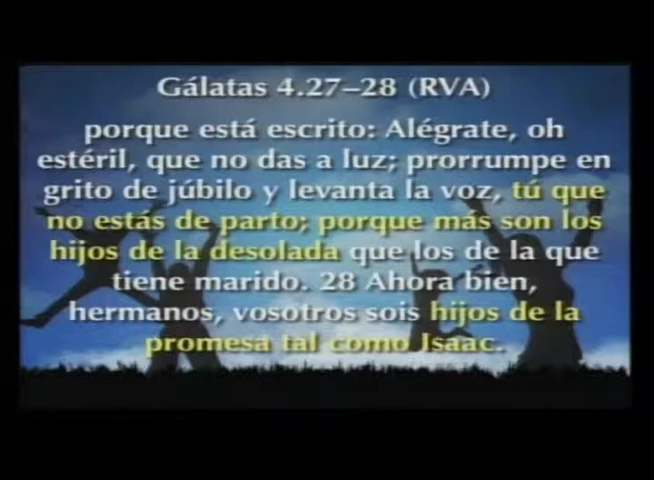 Gálatas 4.27–28 (RVA)
porque está escrito: Alégrate, oh
estéril, que no das a luz; prorrumpe en
grito de júbilo y levanta la voz, tú que
no estás de parto; porque más son los
hijos de la desolada que los de la que
tiene marido. 28 Ahora bien,
hermanos, vosotros sois hijos de la
promesa tal como Isaac.